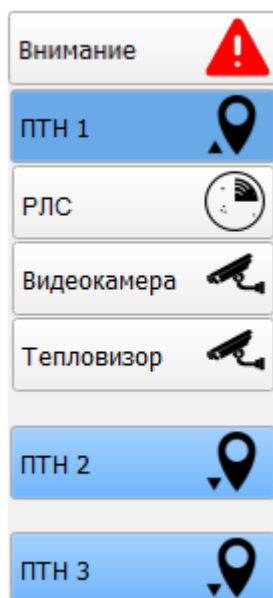 Внимание
ПТН 1
РЛС
Видеокамера
Тепловизор
ПТН 2
ПТН 3